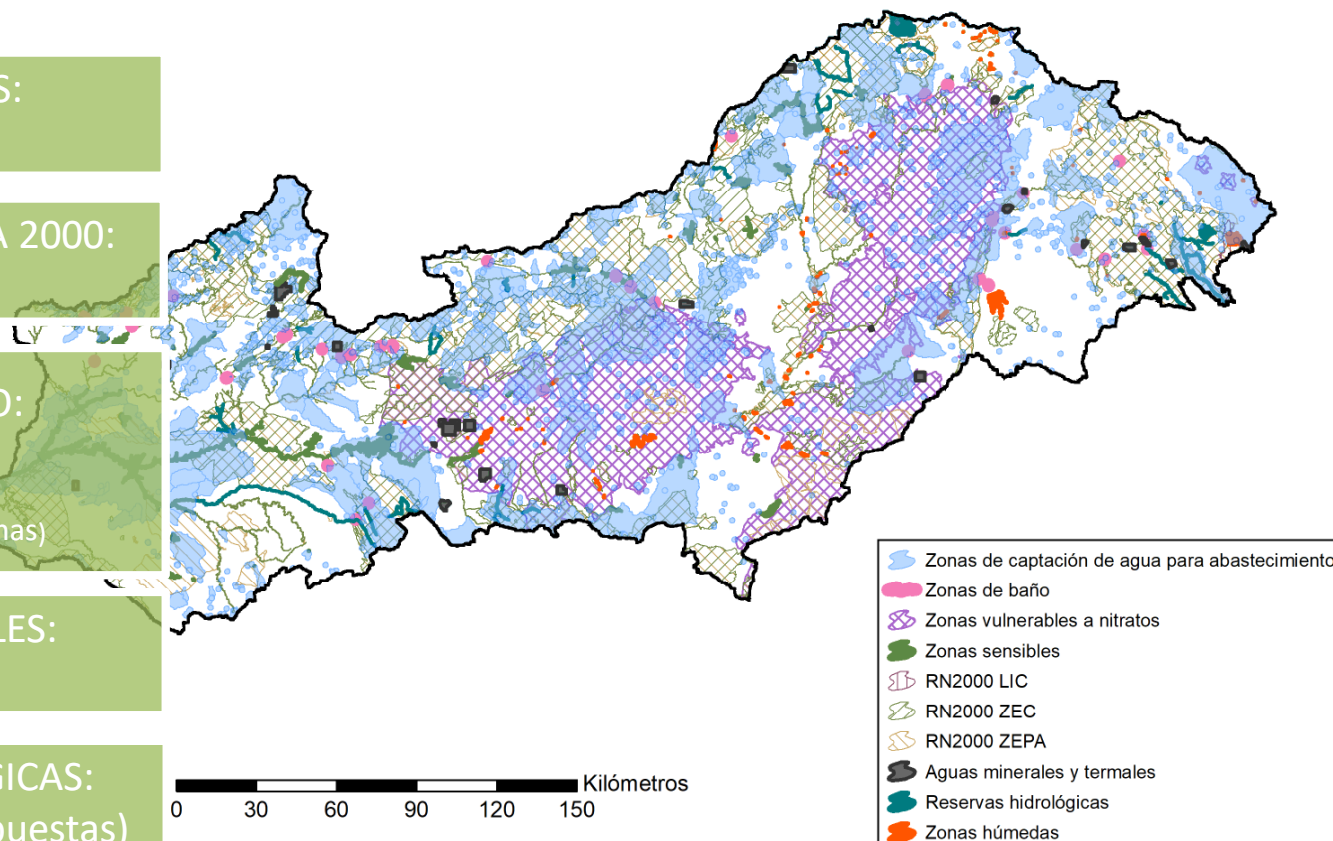 S:
A 2000:
O:
nas)
LES:
GICAS:
puestas)
Kilómetros
0 30 60 90 120 150
Zonas de captación de agua para abastecimiento
Zonas de baño
Zonas vulnerables a nitratos
Zonas sensibles
RN2000 LIC
RN2000 ZEC
RN2000 ZEPA
Aguas minerales y termales
Reservas hidrológicas
Zonas húmedas